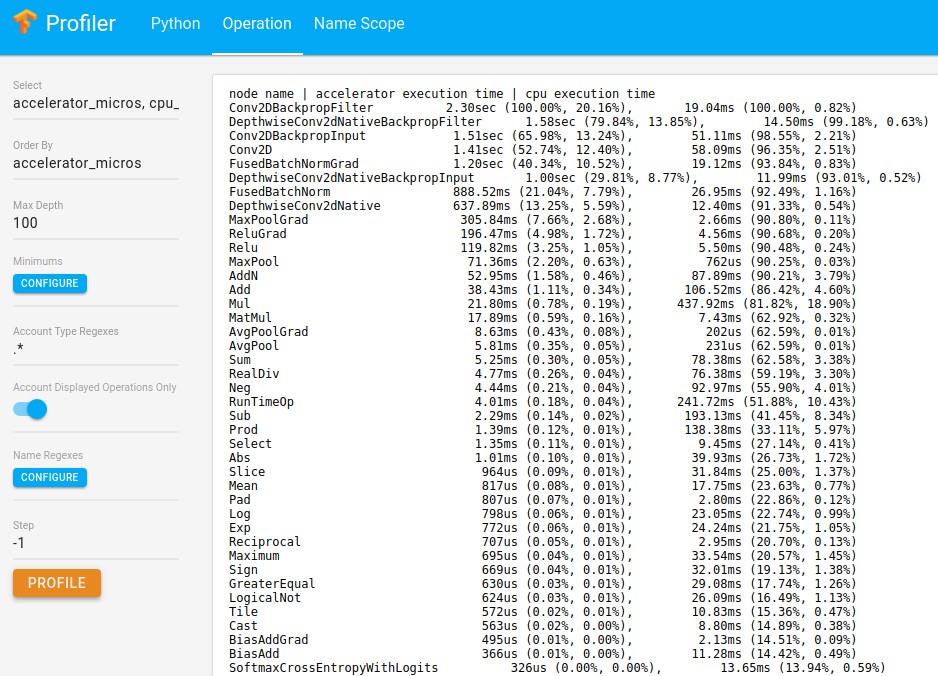 Profiler Python Operation Name Scope
Select
accelerator_micros, cpu_
Order By
accelerator_micros
Max Depth
100
Minimums
CONFIGURE
Account Type Regexes
.*
Account Displayed Operations Only
Name Regexes
CONFIGURE
Step
-1
PROFILE
node name | accelerator execution time | cpu execution time
Conv2DBackpropFilter 2.30sec (100.00%, 20.16%), 19.04ms (100.00%, 0.82%)
DepthwiseConv2dNativeBackpropFilter 1.58sec (79.84%, 13.85%), 14.50ms (99.18%, 0.63%)
Conv2DBackpropInput 1.51sec (65.98%, 13.24%), 51.11ms (98.55%, 2.21%)
Conv2D 1.41sec (52.74%, 12.40%), 58.09ms (96.35%, 2.51%)
FusedBatchNormGrad 1.20sec (40.34%, 10.52%), 19.12ms (93.84%, 0.83%)
DepthwiseConv2dNativeBackpropInput 1.00sec (29.81%, 8.77%), 11.99ms (93.01%, 0.52%)
FusedBatchNorm 888.52ms (21.04%, 7.79%), 26.95ms (92.49%, 1.16%)
DepthwiseConv2dNative 637.89ms (13.25%, 5.59%), 12.40ms (91.33%, 0.54%)
MaxPoolGrad 305.84ms (7.66%, 2.68%), 2.66ms (90.80%, 0.11%)
ReluGrad 196.47ms (4.98%, 1.72%), 4.56ms (90.68%, 0.20%)
Relu 119.82ms (3.25%, 1.05%), 5.50ms (90.48%, 0.24%)
MaxPool 71.36ms (2.20%, 0.63%), 762us (90.25%, 0.03%)
AddN 52.95ms (1.58%, 0.46%), 87.89ms (90.21%, 3.79%)
Add 38.43ms (1.11%, 0.34%), 106.52ms (86.42%, 4.60%)
Mul 21.80ms (0.78%, 0.19%), 437.92ms (81.82%, 18.90%)
MatMul 17.89ms (0.59%, 0.16%), 7.43ms (62.92%, 0.32%)
AvgPoolGrad 8.63ms (0.43%, 0.08%), 202us (62.59%, 0.01%)
AvgPool 5.81ms (0.35%, 0.05%), 231us (62.59%, 0.01%)
Sum 5.25ms (0.30%, 0.05%), 78.38ms (62.58%, 3.38%)
RealDiv 4.77ms (0.26%, 0.04%), 76.38ms (59.19%, 3.30%)
Neg 4.44ms (0.21%, 0.04%), 92.97ms (55.90%, 4.01%)
RunTimeOp 4.01ms (0.18%, 0.04%), 241.72ms (51.88%, 10.43%)
Sub 2.29ms (0.14%, 0.02%), 193.13ms (41.45%, 8.34%)
Prod 1.39ms (0.12%, 0.01%), 138.38ms (33.11%, 5.97%)
Select 1.35ms (0.11%, 0.01%), 9.45ms (27.14%, 0.41%)
Abs 1.01ms (0.10%, 0.01%), 39.93ms (26.73%, 1.72%)
Slice 964us (0.09%, 0.01%), 31.84ms (25.00%, 1.37%)
Mean 817us (0.08%, 0.01%), 17.75ms (23.63%, 0.77%)
Pad 807us (0.07%, 0.01%), 2.80ms (22.86%, 0.12%)
Log 798us (0.06%, 0.01%), 23.05ms (22.74%, 0.99%)
Exp 772us (0.06%, 0.01%), 24.24ms (21.75%, 1.05%)
Reciprocal 707us (0.05%, 0.01%), 2.95ms (20.70%, 0.13%)
Maximum 695us (0.04%, 0.01%), 33.54ms (20.57%, 1.45%)
Sign 669us (0.04%, 0.01%), 32.01ms (19.13%, 1.38%)
GreaterEqual 630us (0.03%, 0.01%), 29.08ms (17.74%, 1.26%)
LogicalNot 624us (0.03%, 0.01%), 26.09ms (16.49%, 1.13%)
Tile 572us (0.02%, 0.01%), 10.83ms (15.36%, 0.47%)
Cast 563us (0.02%, 0.00%), 8.80ms (14.89%, 0.38%)
BiasAddGrad 495us (0.01%, 0.00%), 2.13ms (14.51%, 0.09%)
BiasAdd 366us (0.01%, 0.00%), 11.28ms (14.42%, 0.49%)
SoftmaxCrossEntropyWithLogits 326us (0.00%, 0.00%), 13.65ms (13.94%, 0.59%)